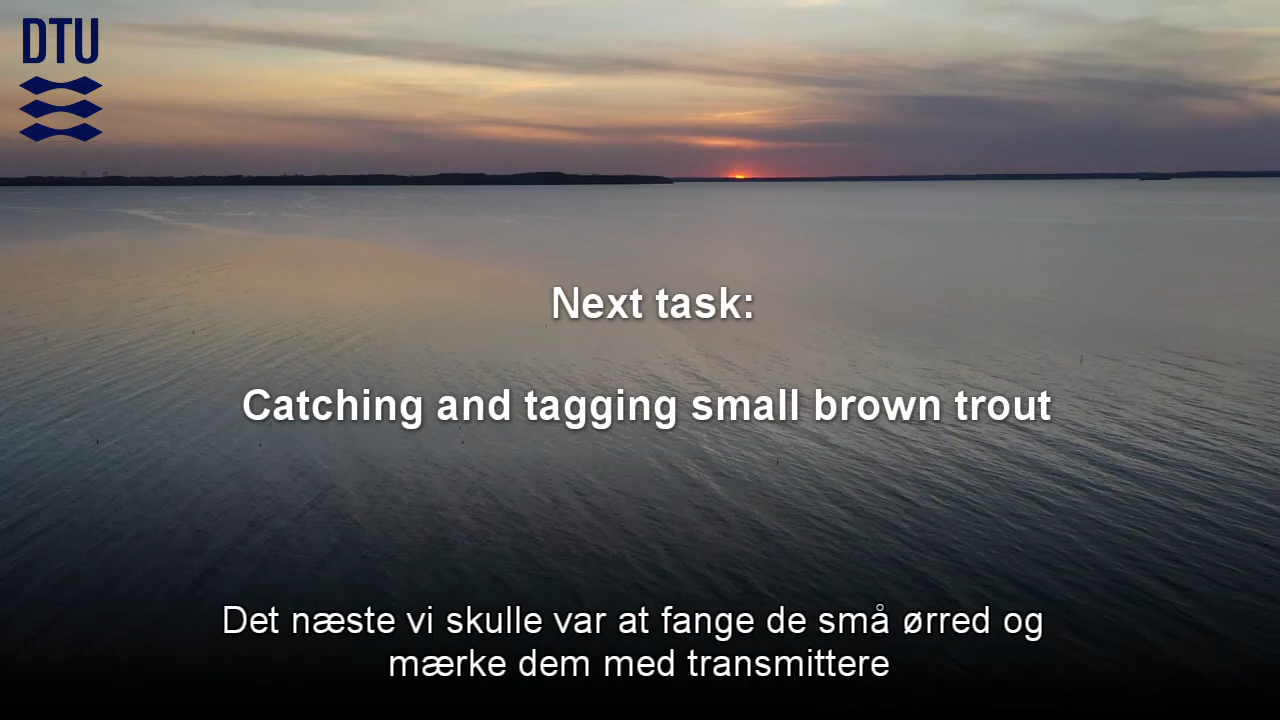 DTU
Next task:
Catching and tagging small brown trout
Det næste vi skulle var at fange de små ørred og
mærke dem med transmittere